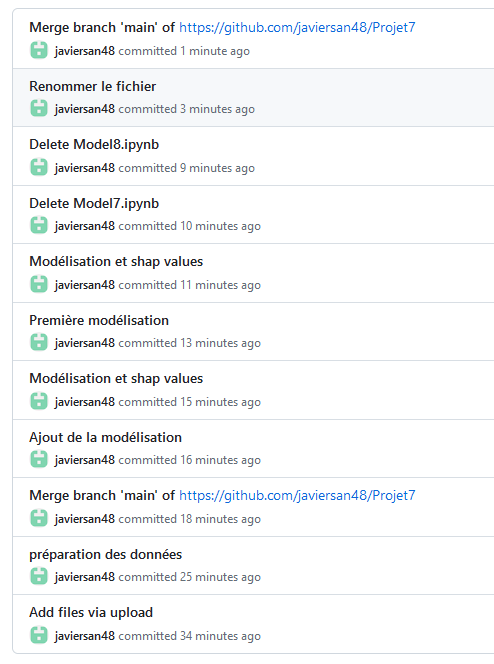 Merge branch 'main' of https://github.com/javiersan48/Projet7
javiersan48 committed 1 minute ago
Renommer le fichier
javiersan48 committed 3 minutes ago
Delete Model8.ipynb
javiersan48 committed 9 minutes ago
Delete Model7.ipynb
javiersan48 committed 10 minutes ago
Modélisation et shap values
javiersan48 committed 11 minutes ago
Première modélisation
javiersan48 committed 13 minutes ago
Modélisation et shap values
javiersan48 committed 15 minutes ago
Ajout de la modélisation
javiersan48 committed 16 minutes ago
Merge branch 'main' of https://github.com/javiersan48/Projet7
javiersan48 committed 18 minutes ago
préparation des données
javiersan48 committed 25 minutes ago
Add files via upload
javiersan48 committed 34 minutes ago